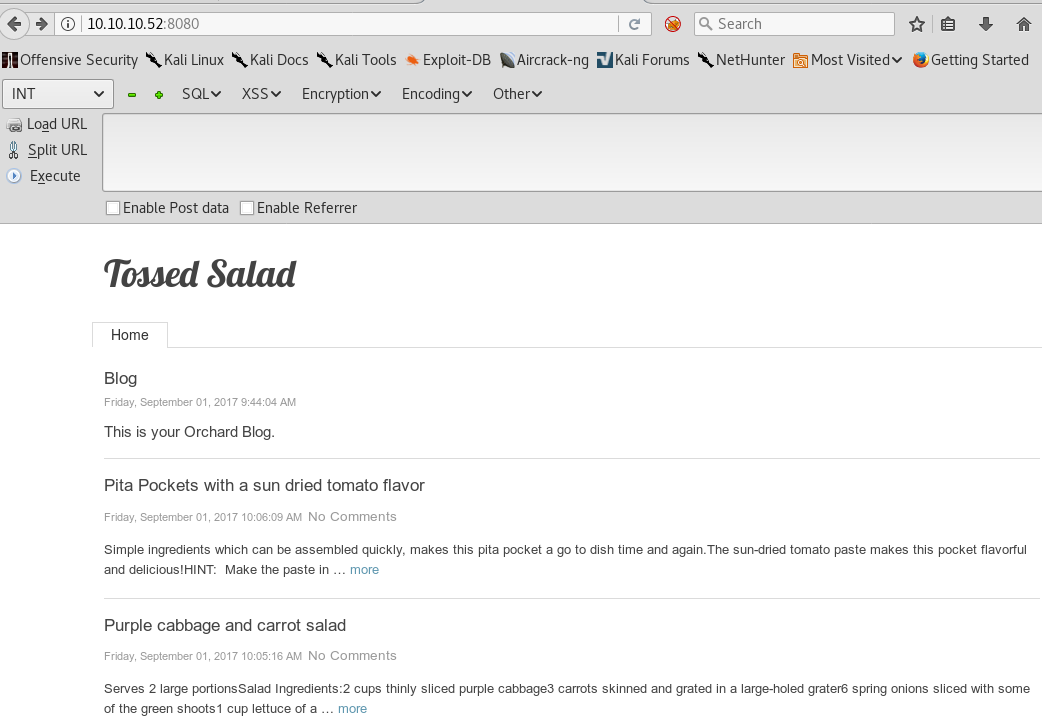 10.10.10.52:8080
Search
Offensive Security Kali Linux Kali Docs Kali Tools Exploit-DB Aircrack-ng Kali Forums NetHunter Most Visited Getting Started
INT SQL XSS Encryption Encoding Other
Load URL
Split URL
Execute
Enable Post data Enable Referrer
Tossed Salad
Home
Blog
Friday, September 01, 2017 9:44:04 AM
This is your Orchard Blog.
Pita Pockets with a sun dried tomato flavor
Friday, September 01, 2017 10:06:09 AM No Comments
Simple ingredients which can be assembled quickly, makes this pita pocket a go to dish time and again.The sun-dried tomato paste makes this pocket flavorful
and delicious!HINT:  Make the paste in … more
Purple cabbage and carrot salad
Friday, September 01, 2017 10:05:16 AM No Comments
Serves 2 large portionsSalad Ingredients:2 cups thinly sliced purple cabbage3 carrots skinned and grated in a large-holed grater6 spring onions sliced with some
of the green shoots1 cup lettuce of a … more